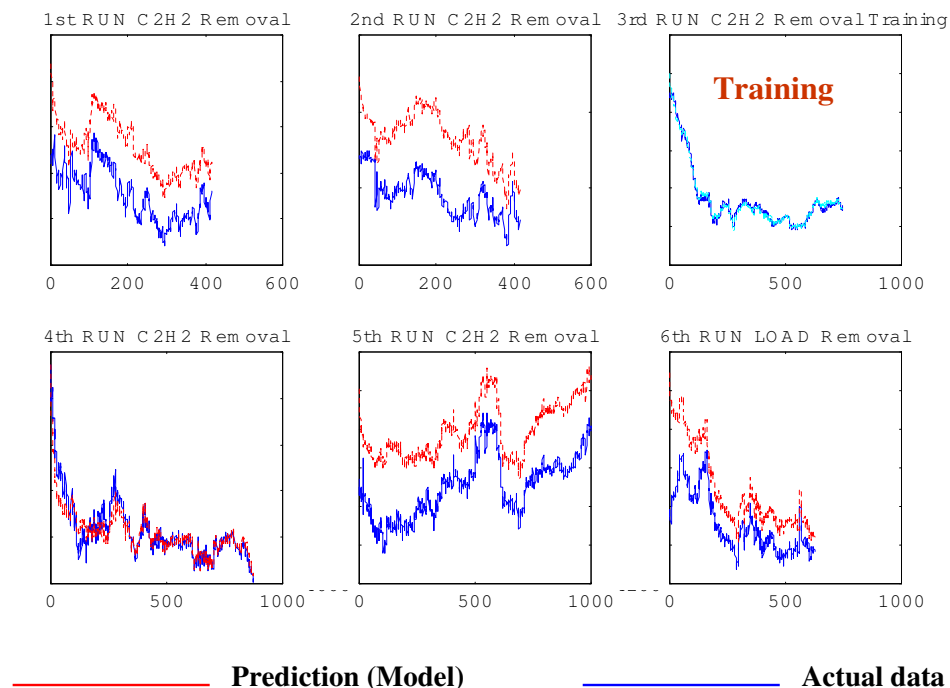 1st RUN C2H2 Removal 2nd RUN C2H2 Removal 3rd RUN C2H2 Removal Training
Training
0 200 400 600 0 200 400 600 0 500 1000
4th RUN C2H2 Removal 5th RUN C2H2 Removal 6th RUN LOAD Removal
0 500 1000 0 500 1000 0 500 1000
Prediction (Model) Actual data